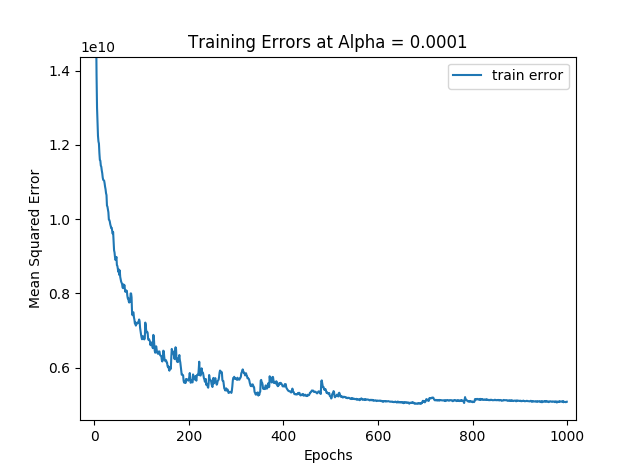 Training Errors at Alpha = 0.0001
1e10
1.4
1.2
1.0
0.8
0.6
Mean Squared Error
train error
0 200 400 600 800 1000
Epochs